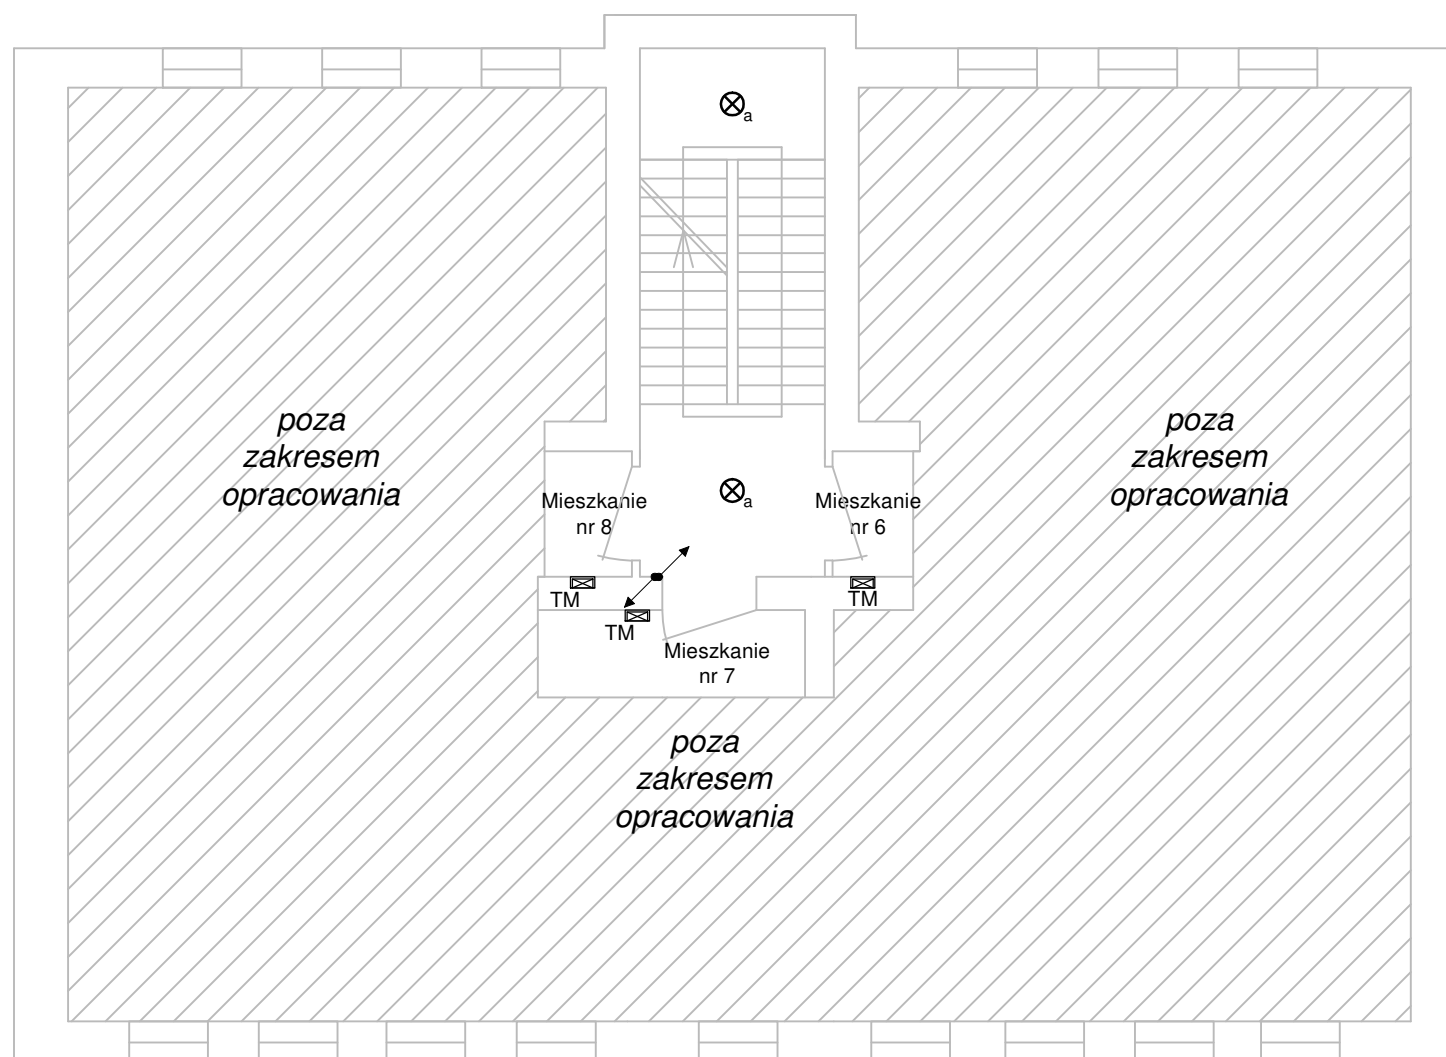 a
poza
zakresem
opracowania
poza
zakresem
opracowania
Mieszkanie
nr 8
a
Mieszkanie
nr 6
TM
TM
TM
Mieszkanie
nr 7
poza
zakresem
opracowania